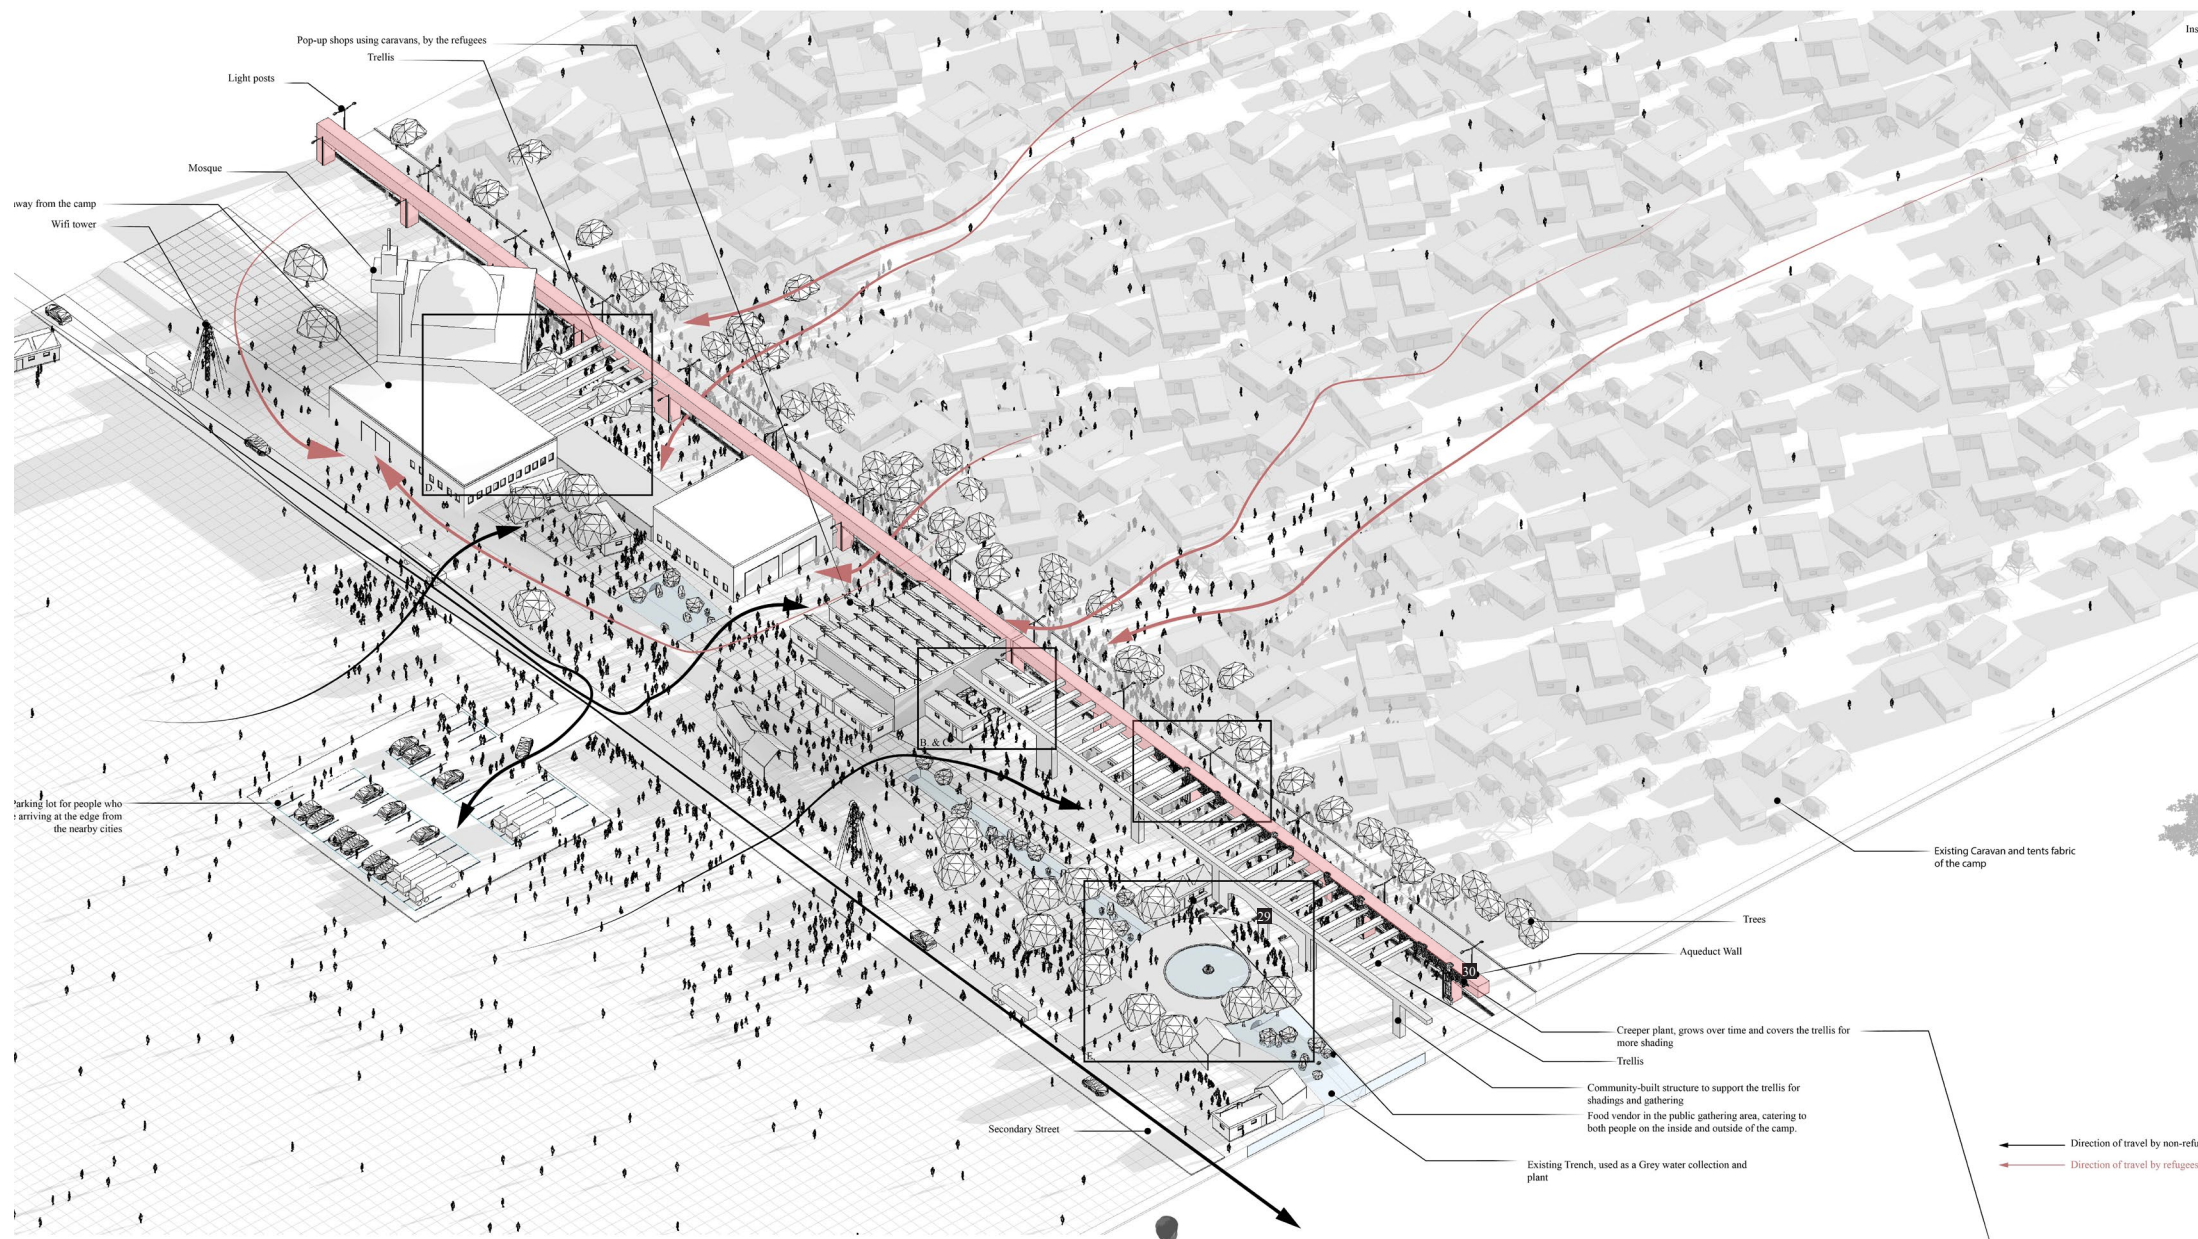 Ins
Pop-up shops using caravans, by the refugees
Trellis
Light posts
Mosque
away from the camp
Wifi tower
D.
B. & C
Parking lot for people who
arriving at the edge from
the nearby cities
Existing Caravan and tents fabric
of the camp
29
Trees
Aqueduct Wall
30
Creeper plant, grows over time and covers the trellis for
more shading
Trellis
E.
Community-built structure to support the trellis for
shadings and gathering
Food vendor in the public gathering area, catering to
both people on the inside and outside of the camp.
Secondary Street
Direction of travel by non-refu
Existing Trench, used as a Grey water collection and
plant
Direction of travel by refugees